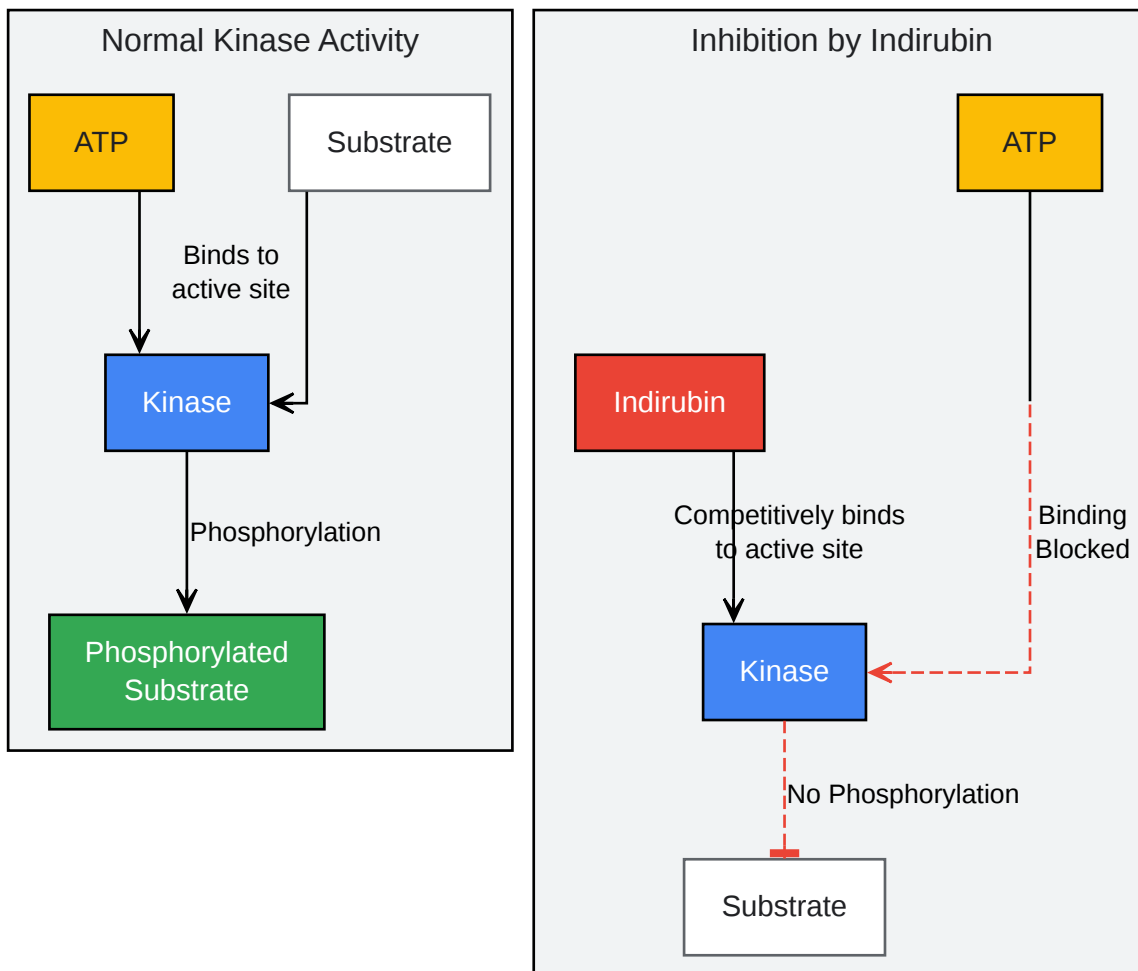 Normal Kinase Activity
ATP
Substrate
Binds to
active site
Kinase
Phosphorylation
Phosphorylated
Substrate
Inhibition by Indirubin
ATP
Indirubin
Competitively binds
to active site
Binding
Blocked
Kinase
No Phosphorylation
Substrate